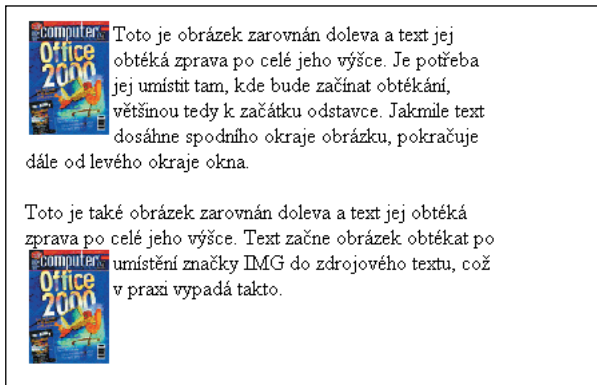 computer
Office
2000
Toto je obrázek zarovnán doleva a text jej
obtéká zprava po celé jeho výšce. Je potřeba
jej umístit tam, kde bude začínat obtékání,
většinou tedy k začátku odstavce. Jakmile text
dosáhne spodního okraje obrázku, pokračuje
dále od levého okraje okna.
Toto je také obrázek zarovnán doleva a text jej obtéká
zprava po celé jeho výšce. Text začne obrázek obtékat po
computer
Office
2000
umístění značky IMG do zdrojového textu, což
v praxi vypadá takto.